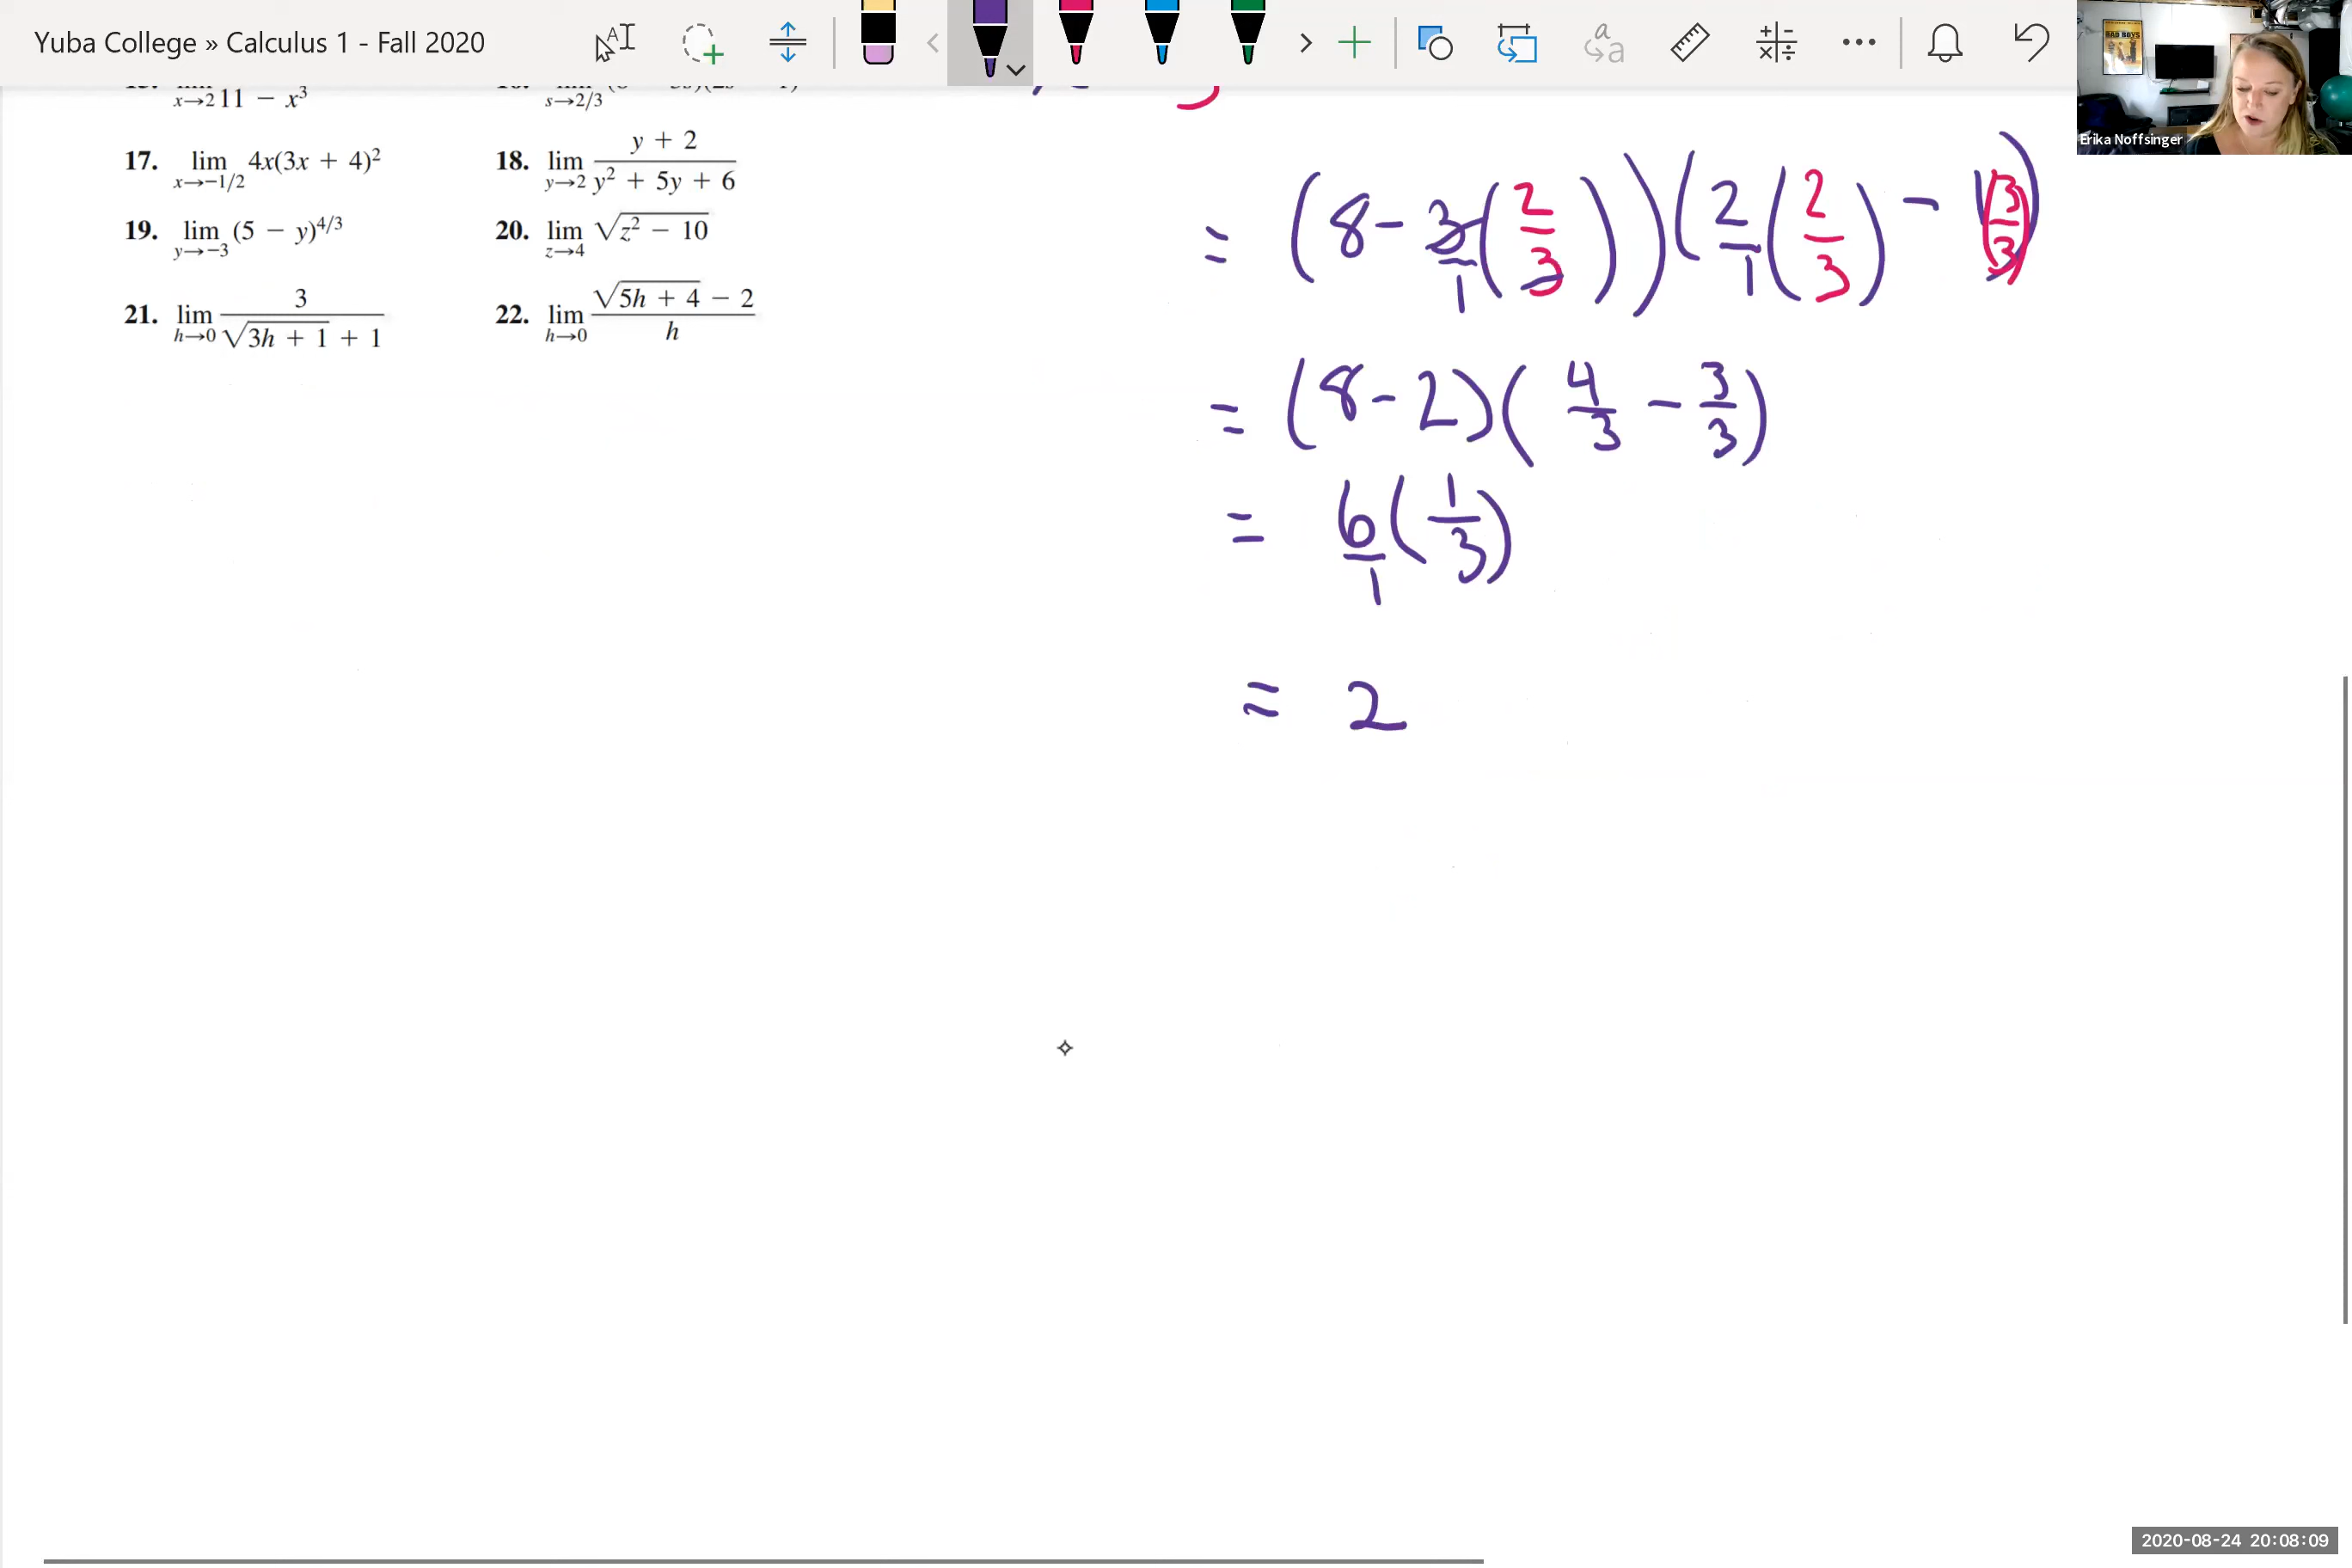 Yuba College » Calculus 1 - Fall 2020
BAD BOYS
Erika Noffsinger
x→2 11 − x³
s→2/3
17. lim x→−1/2 4x(3x + 4)²
18. lim y→2 (y + 2)/(y² + 5y + 6)
19. lim y→−3 (5 − y)^4/3
20. lim z→4 √(z² − 10)
21. lim h→0 3/(√(3h + 1) + 1)
22. lim h→0 (√(5h + 4) − 2)/h
= (8 − 3/1(2/3))(2/1(2/3) − 1(3/3))
= (8 − 2)(4/3 − 3/3)
= 6/1(1/3)
= 2
2020-08-24 20:08:09